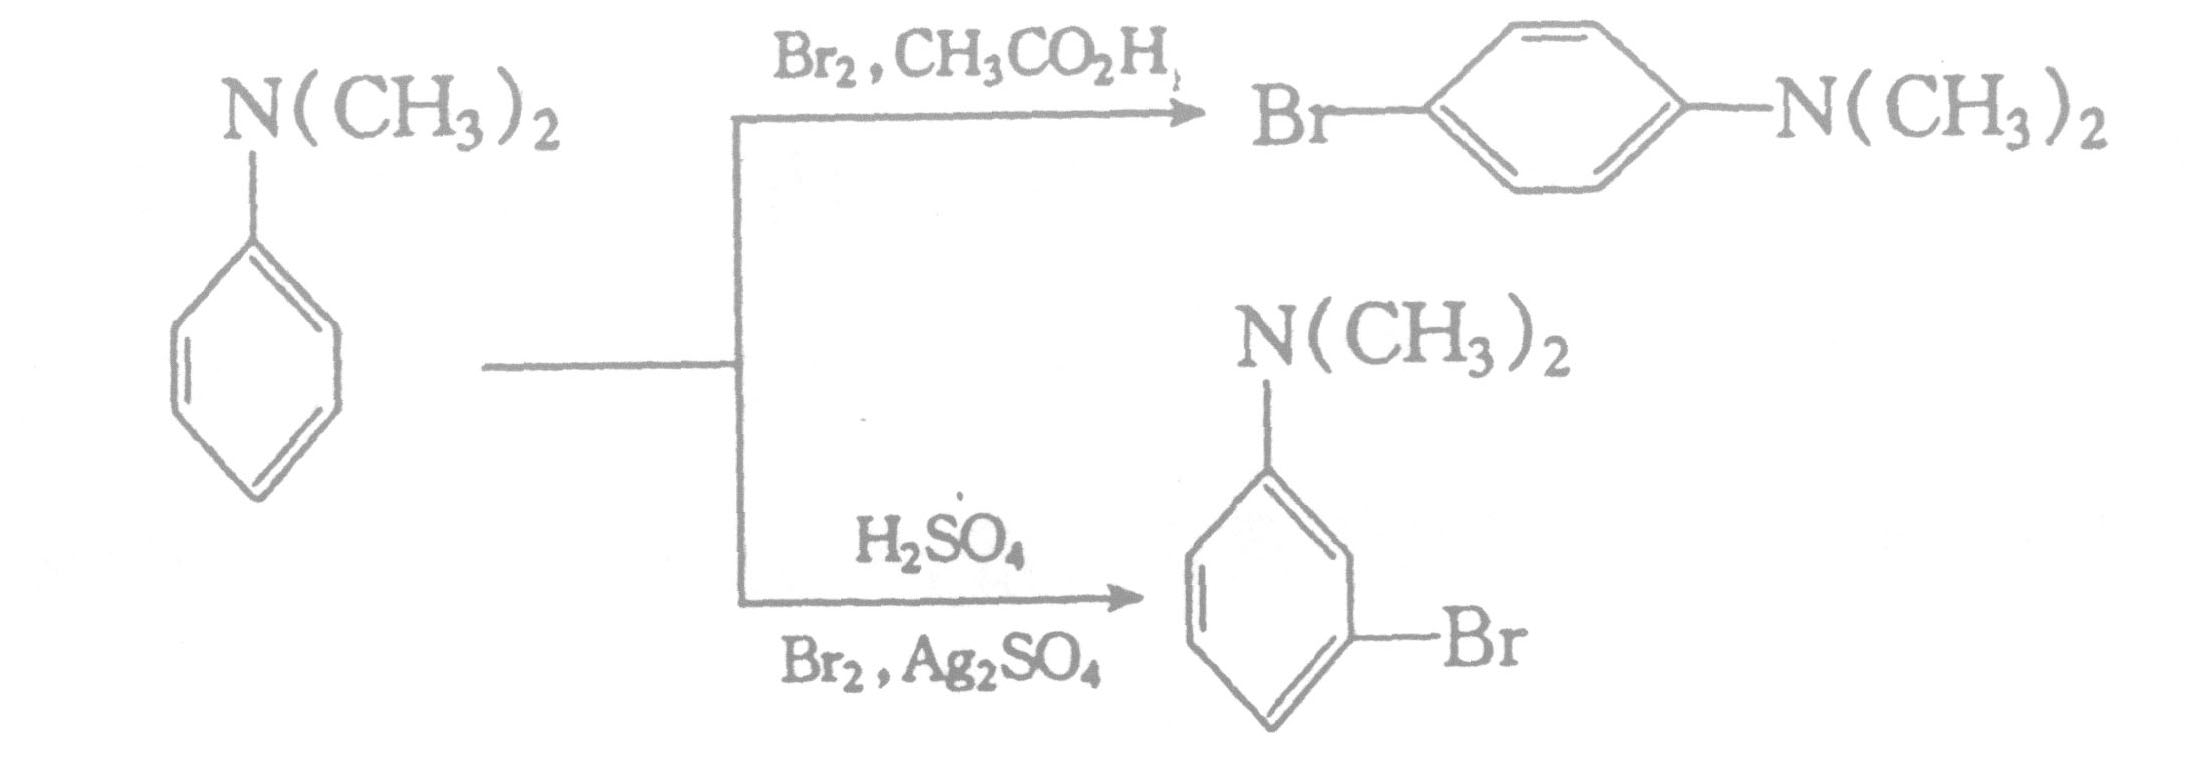 Br₂,CH₃CO₂H
N(CH₃)₂
Br
N(CH₃)₂
N(CH₃)₂
H₂SO₄
Br₂,Ag₂SO₄
Br